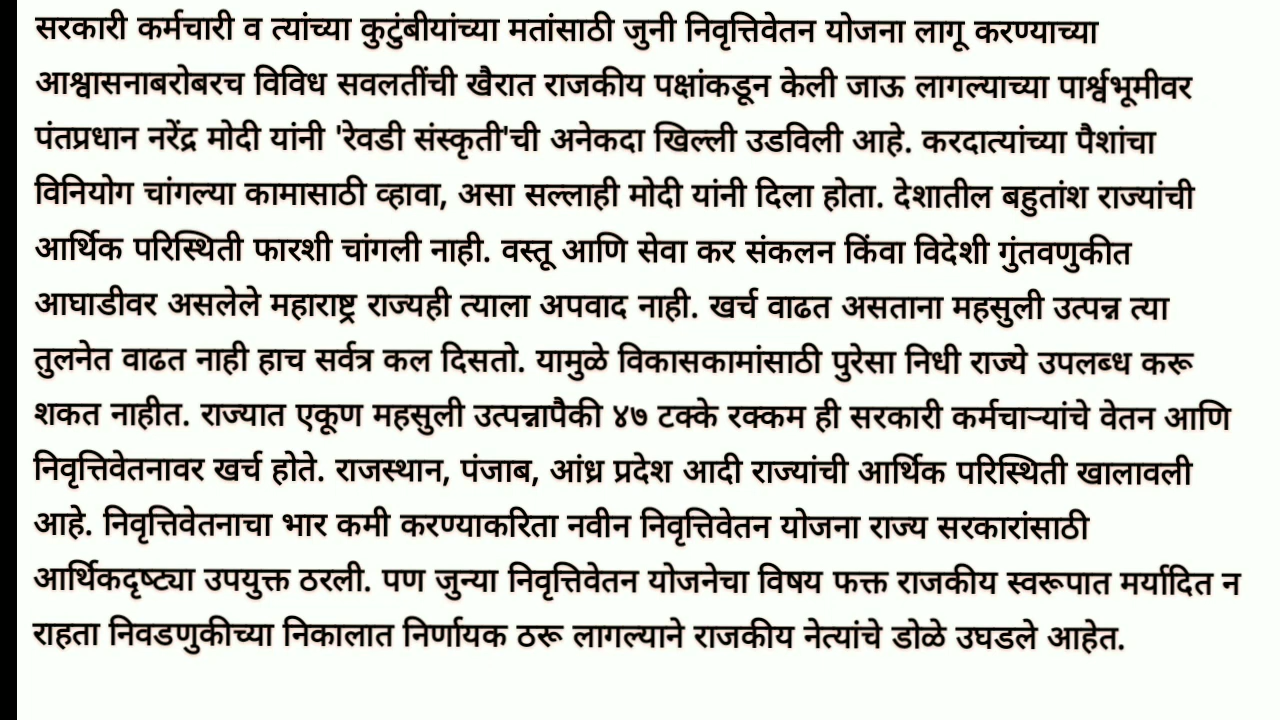 सरकारी कर्मचारी व त्यांच्या कुटुंबीयांच्या मतांसाठी जुनी निवृत्तिवेतन योजना लागू करण्याच्या
आश्वासनाबरोबरच विविध सवलतींची खैरात राजकीय पक्षांकडून केली जाऊ लागल्याच्या पार्श्वभूमीवर
पंतप्रधान नरेंद्र मोदी यांनी 'रेवडी संस्कृती'ची अनेकदा खिल्ली उडविली आहे. करदात्यांच्या पैशांचा
विनियोग चांगल्या कामासाठी व्हावा, असा सल्लाही मोदी यांनी दिला होता. देशातील बहुतांश राज्यांची
आर्थिक परिस्थिती फारशी चांगली नाही. वस्तू आणि सेवा कर संकलन किंवा विदेशी गुंतवणुकीत
आघाडीवर असलेले महाराष्ट्र राज्यही त्याला अपवाद नाही. खर्च वाढत असताना महसुली उत्पन्न त्या
तुलनेत वाढत नाही हाच सर्वत्र कल दिसतो. यामुळे विकासकामांसाठी पुरेसा निधी राज्ये उपलब्ध करू
शकत नाहीत. राज्यात एकूण महसुली उत्पन्नापैकी ४७ टक्के रक्कम ही सरकारी कर्मचाऱ्यांचे वेतन आणि
निवृत्तिवेतनावर खर्च होते. राजस्थान, पंजाब, आंध्र प्रदेश आदी राज्यांची आर्थिक परिस्थिती खालावली
आहे. निवृत्तिवेतनाचा भार कमी करण्याकरिता नवीन निवृत्तिवेतन योजना राज्य सरकारांसाठी
आर्थिकदृष्ट्या उपयुक्त ठरली. पण जुन्या निवृत्तिवेतन योजनेचा विषय फक्त राजकीय स्वरूपात मर्यादित न
राहता निवडणुकीच्या निकालात निर्णायक ठरू लागल्याने राजकीय नेत्यांचे डोळे उघडले आहेत.